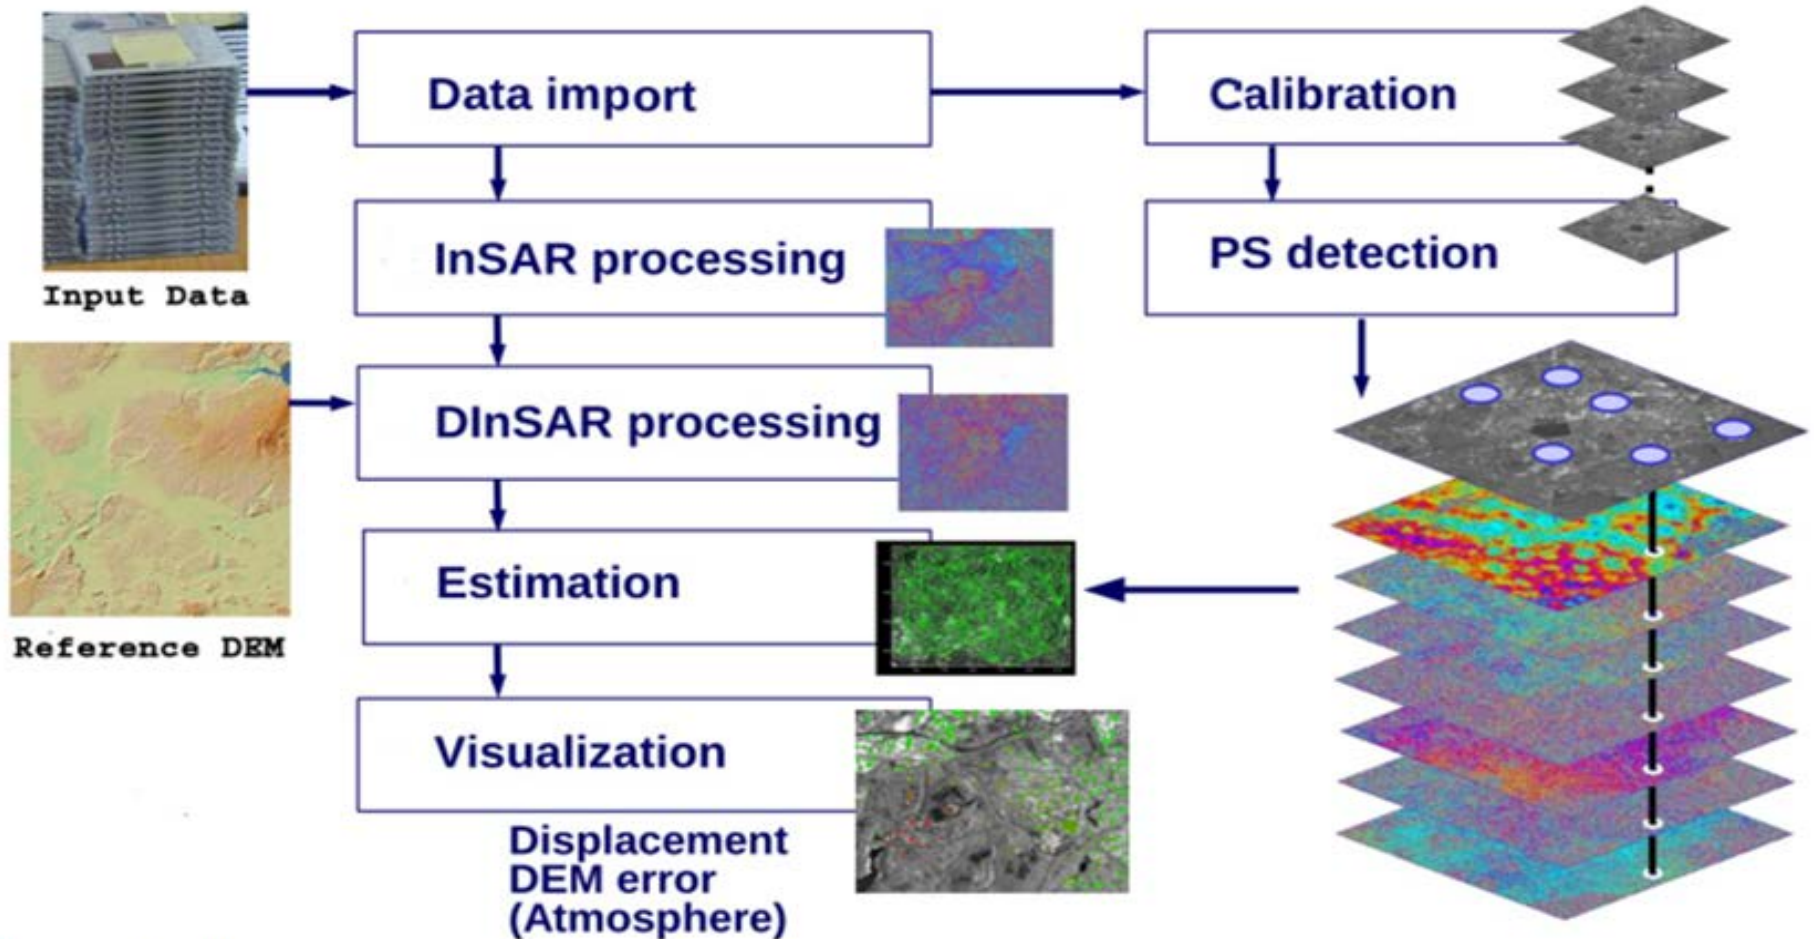 Data import
Calibration
InSAR processing
PS detection
Input Data
DInSAR processing
Estimation
Reference DEM
Visualization
Displacement
DEM error
(Atmosphere)